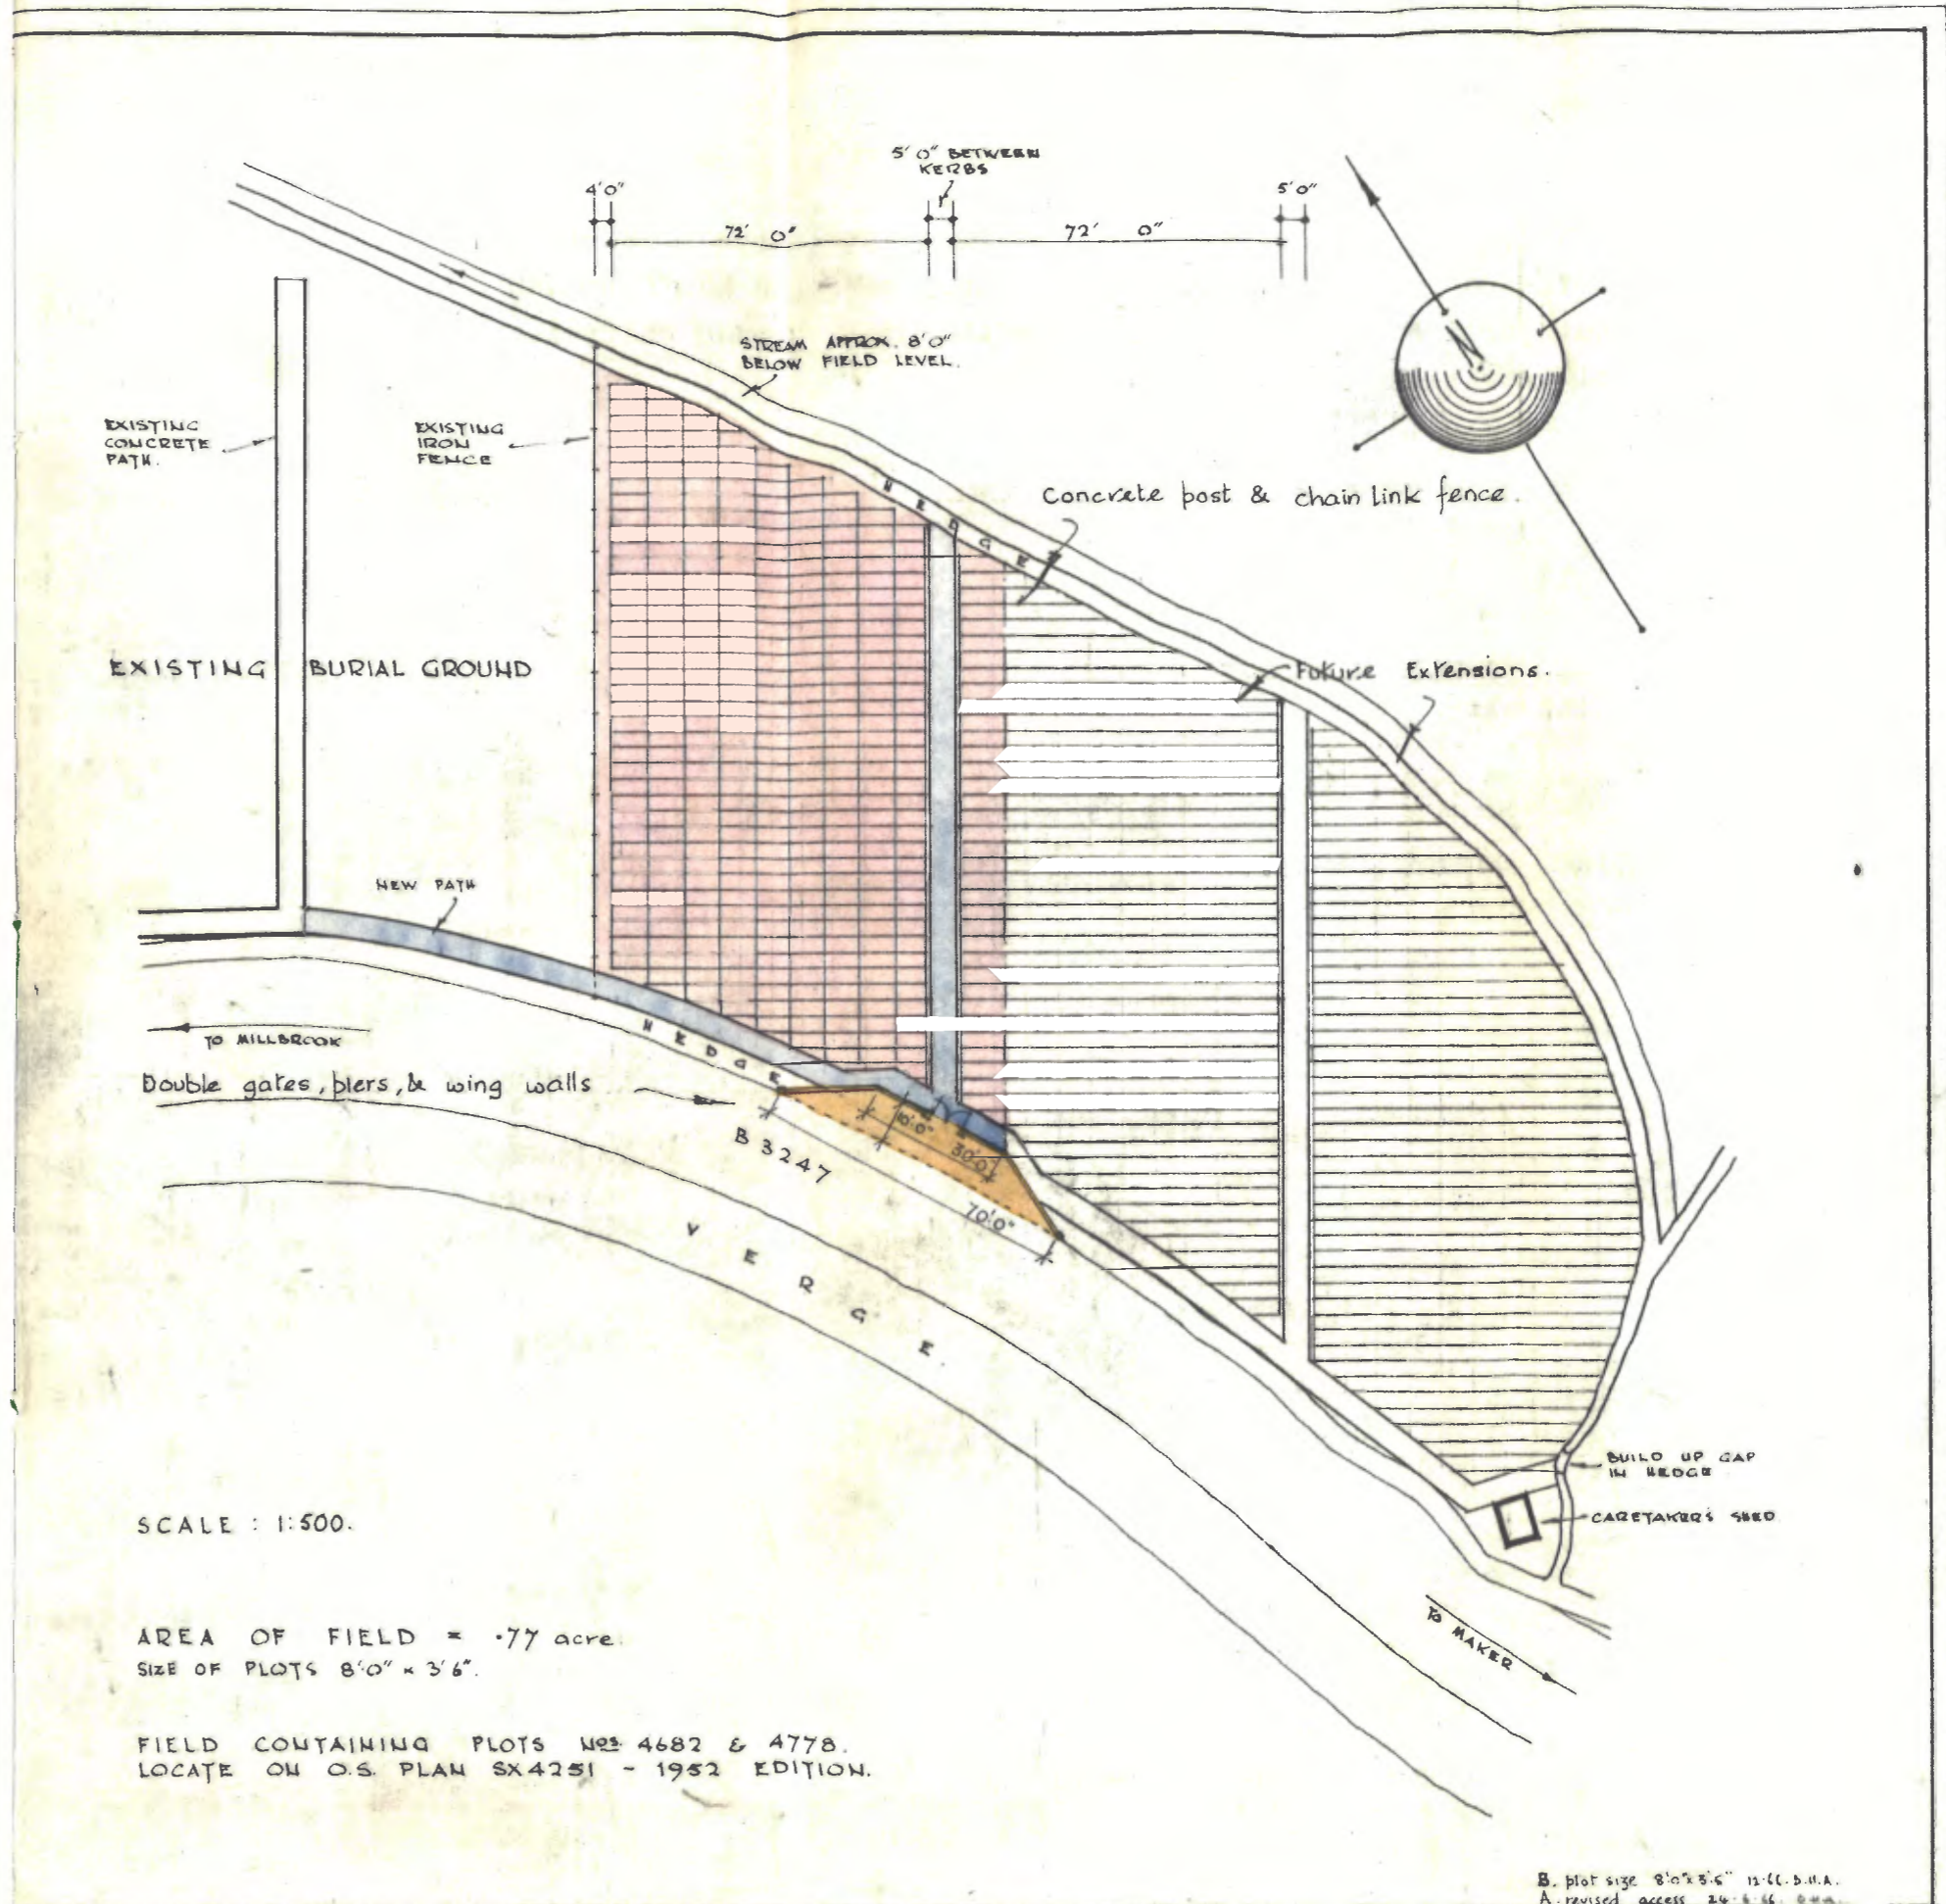 5' 0" BETWEEN
KERBS
4'0"
5'0"
72' 0"
72' 0"
N
STREAM APPROX. 8'0"
BELOW FIELD LEVEL.
EXISTING
CONCRETE
PATH.
EXISTING
IRON
FENCE
HEDGE
Concrete post & chain link fence.
EXISTING BURIAL GROUND
Future Extensions.
NEW PATH
HEDGE
TO MILLBROOK
Double gates, piers, & wing walls
10'.0"
30'.0"
B 3247
70'.0"
VERGE.
BUILD UP GAP
IN HEDGE
CARETAKER'S SHED
SCALE : 1:500.
TO MAKER
AREA OF FIELD = .77 acre.
SIZE OF PLOTS 8'0" x 3'6".
FIELD CONTAINING PLOTS Nos. 4682 & 4778.
LOCATE ON O.S. PLAN SX4251 - 1952 EDITION.
B. plot size 8'0" x 3'6" 12.66. D.H.A.
A. revised access 24.6.66.